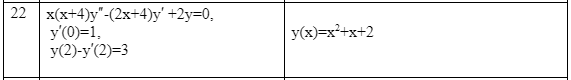 22 x(x+4)y″-(2x+4)y′ +2y=0,
y′(0)=1,
y(x)=x²+x+2
y(2)-y′(2)=3